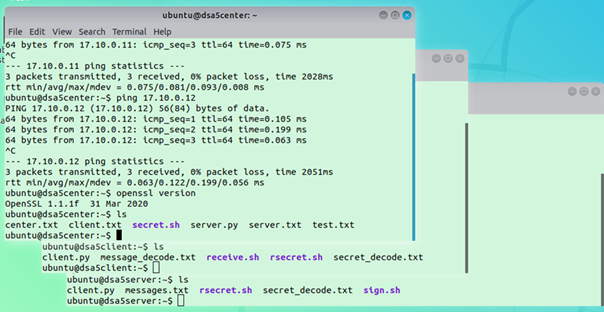 ubuntu@dsa5center: ~
File Edit View Search Terminal Help
64 bytes from 17.10.0.11: icmp_seq=3 ttl=64 time=0.075 ms
^C
--- 17.10.0.11 ping statistics ---
3 packets transmitted, 3 received, 0% packet loss, time 2028ms
rtt min/avg/max/mdev = 0.075/0.081/0.093/0.008 ms
ubuntu@dsa5center:~$ ping 17.10.0.12
PING 17.10.0.12 (17.10.0.12) 56(84) bytes of data.
64 bytes from 17.10.0.12: icmp_seq=1 ttl=64 time=0.105 ms
64 bytes from 17.10.0.12: icmp_seq=2 ttl=64 time=0.199 ms
64 bytes from 17.10.0.12: icmp_seq=3 ttl=64 time=0.063 ms
^C
--- 17.10.0.12 ping statistics ---
3 packets transmitted, 3 received, 0% packet loss, time 2051ms
rtt min/avg/max/mdev = 0.063/0.122/0.199/0.056 ms
ubuntu@dsa5center:~$ openssl version
OpenSSL 1.1.1f  31 Mar 2020
ubuntu@dsa5center:~$ ls
center.txt  client.txt  secret.sh  server.py  server.txt  test.txt
ubuntu@dsa5center:~$
ubuntu@dsa5client:~$ ls
client.py  message_decode.txt  receive.sh  rsecret.sh  secret_decode.txt
ubuntu@dsa5client:~$
ubuntu@dsa5server:~$ ls
client.py  messages.txt  rsecret.sh  secret_decode.txt  sign.sh
ubuntu@dsa5server:~$